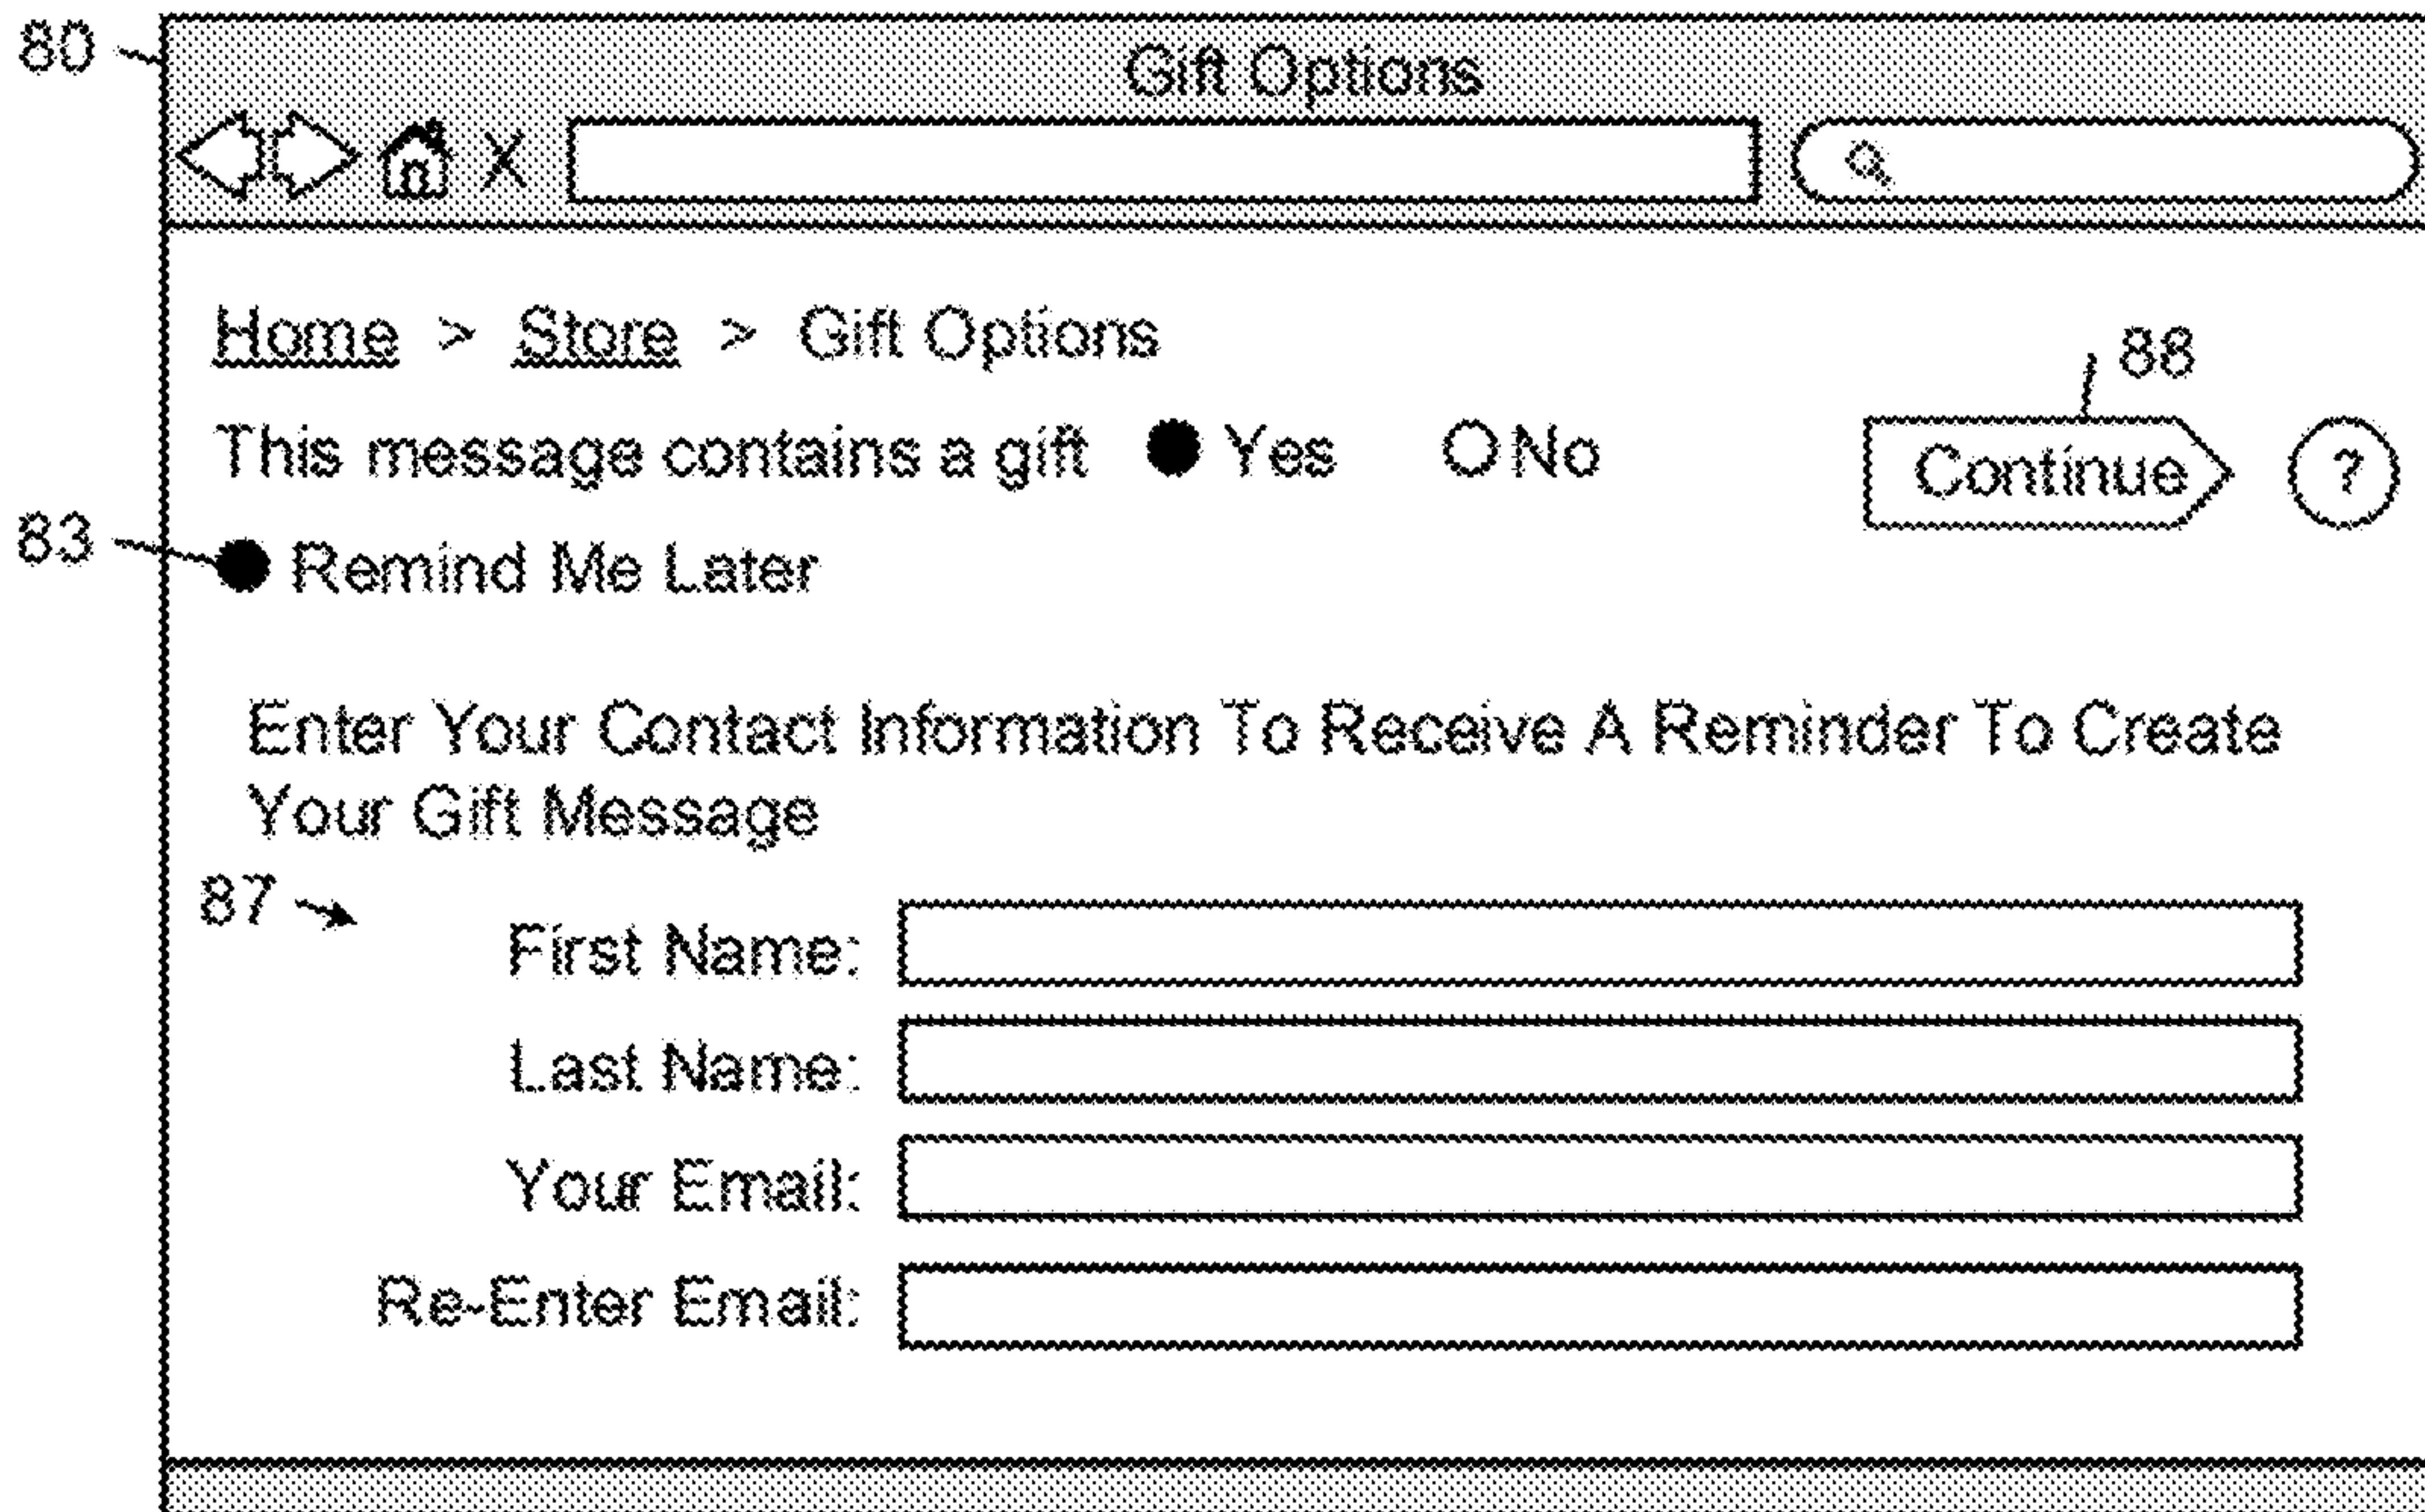 80
Gift Options
X
Home > Store > Gift Options
88
This message contains a gift Yes No
Continue ?
83
Remind Me Later
Enter Your Contact Information To Receive A Reminder To Create
Your Gift Message
87
First Name:
Last Name:
Your Email:
Re-Enter Email: